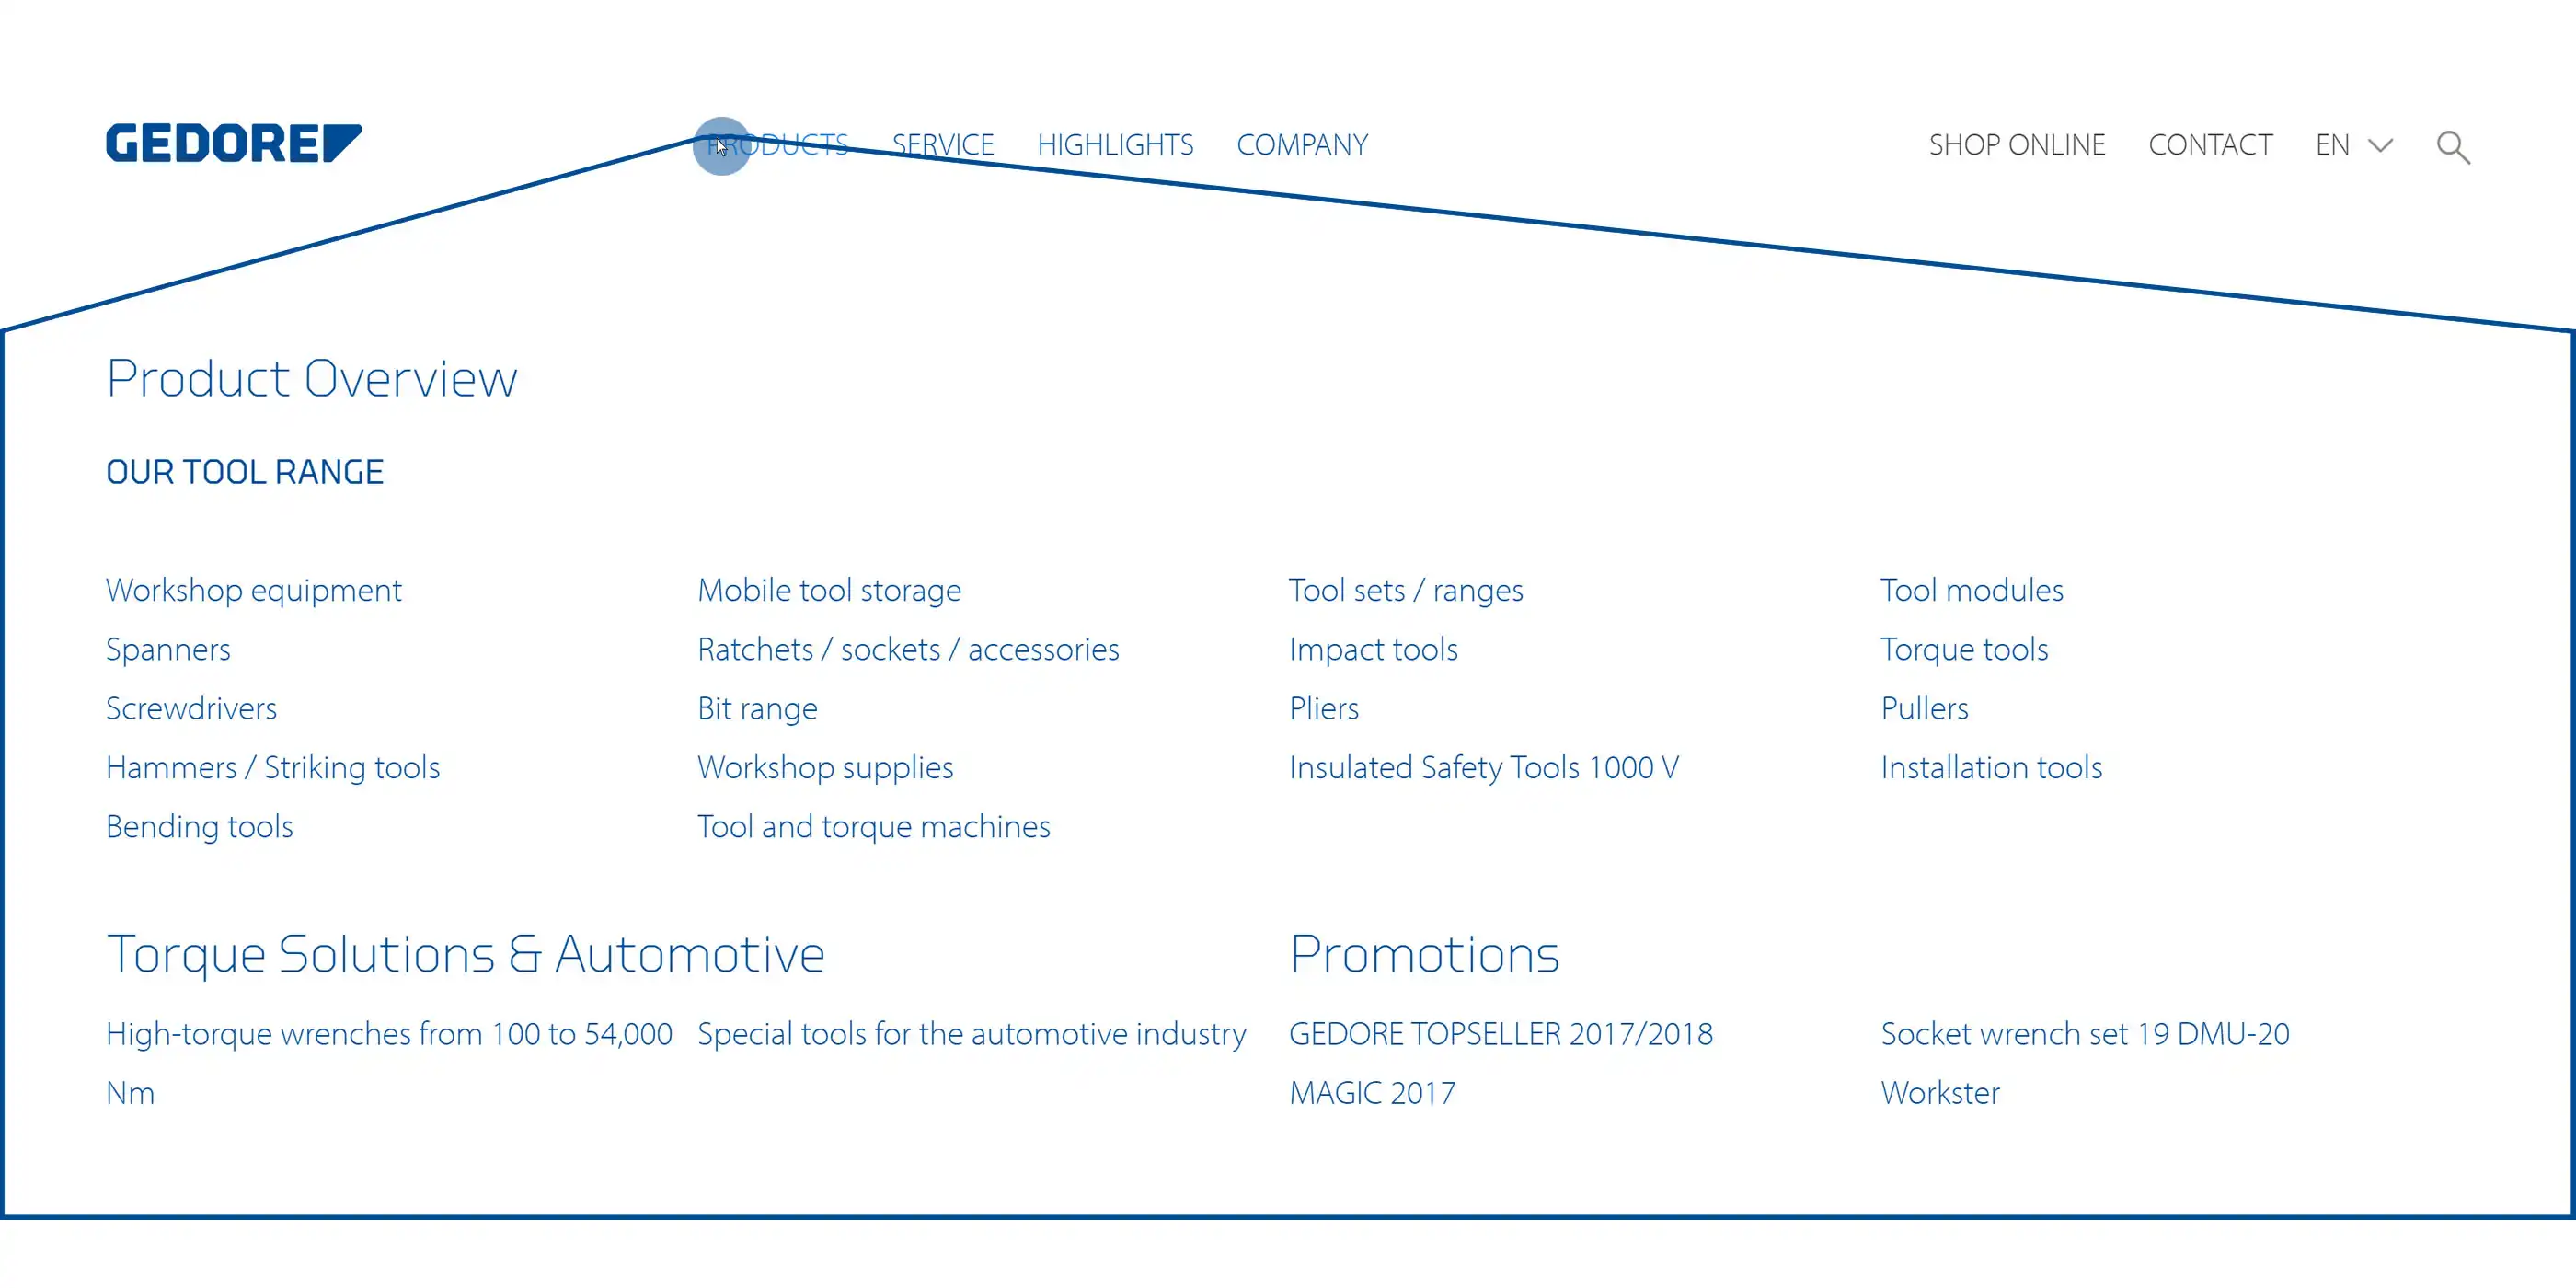 GEDORE
PRODUCTS SERVICE HIGHLIGHTS COMPANY
SHOP ONLINE CONTACT EN
Product Overview
OUR TOOL RANGE
Workshop equipment Mobile tool storage Tool sets / ranges Tool modules
Spanners Ratchets / sockets / accessories Impact tools Torque tools
Screwdrivers Bit range Pliers Pullers
Hammers / Striking tools Workshop supplies Insulated Safety Tools 1000 V Installation tools
Bending tools Tool and torque machines
Torque Solutions & Automotive Promotions
High-torque wrenches from 100 to 54,000 Special tools for the automotive industry GEDORE TOPSELLER 2017/2018 Socket wrench set 19 DMU-20
Nm MAGIC 2017 Workster